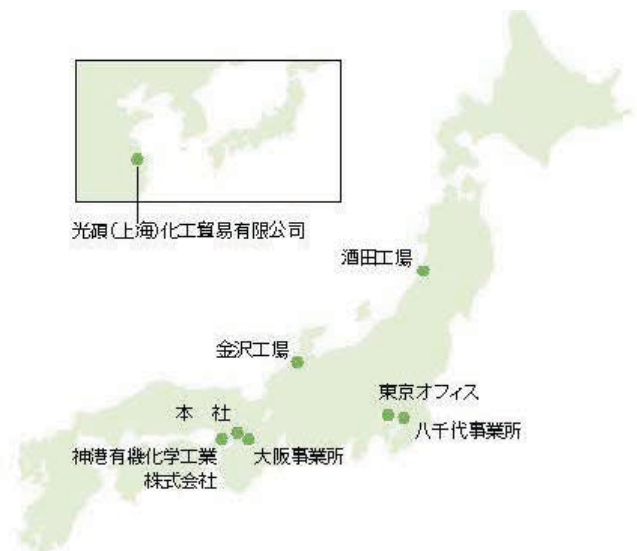 光碩(上海)化工貿易有限公司
酒田工場
金沢工場
東京オフィス
本 社
八千代事業所
神港有機化学工業
株式会社
大阪事業所